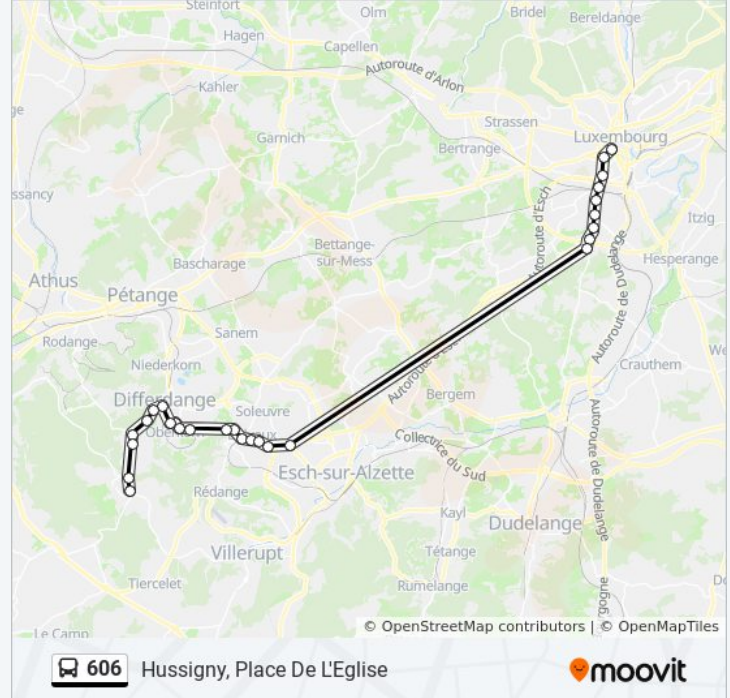 Steinfort
Olm
Bridel
Bereldange
Hagen
Capellen
Autoroute d'Arlon
Kahler
Strassen
Luxembourg
Garnich
Bertrange
ssancy
Autoroute d'Esch
Itzig
Bettange-
sur-Mess
Hesperange
Bascharage
Athus
Pétange
Autoroute de Dudelange
Sanem
Rodange
Niederkorn
Crauthem
We
Differdange
Bergem
Soleuvre
Collectrice du Sud
Autoroute de Dudelange
Esch-sur-Alzette
Rédange
Kayl
Dudelange
Villerupt
Tétange
Tiercelet
Rumelange
Le Camp
© OpenStreetMap contributors | © OpenMapTiles
606 Hussigny, Place De L'Eglise
moovit